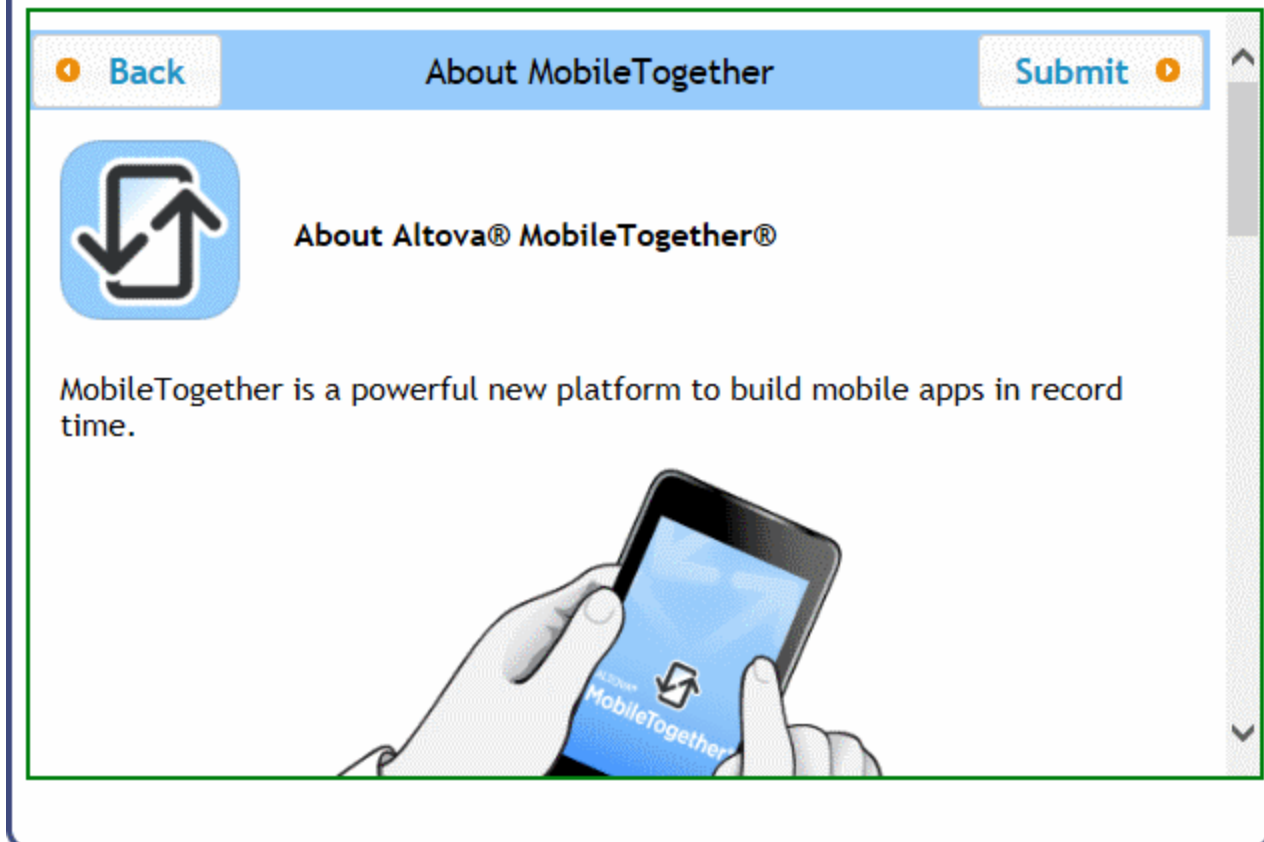 Back
About MobileTogether
Submit
About Altova® MobileTogether®
MobileTogether is a powerful new platform to build mobile apps in record
time.
ALTOVA®
MobileTogether